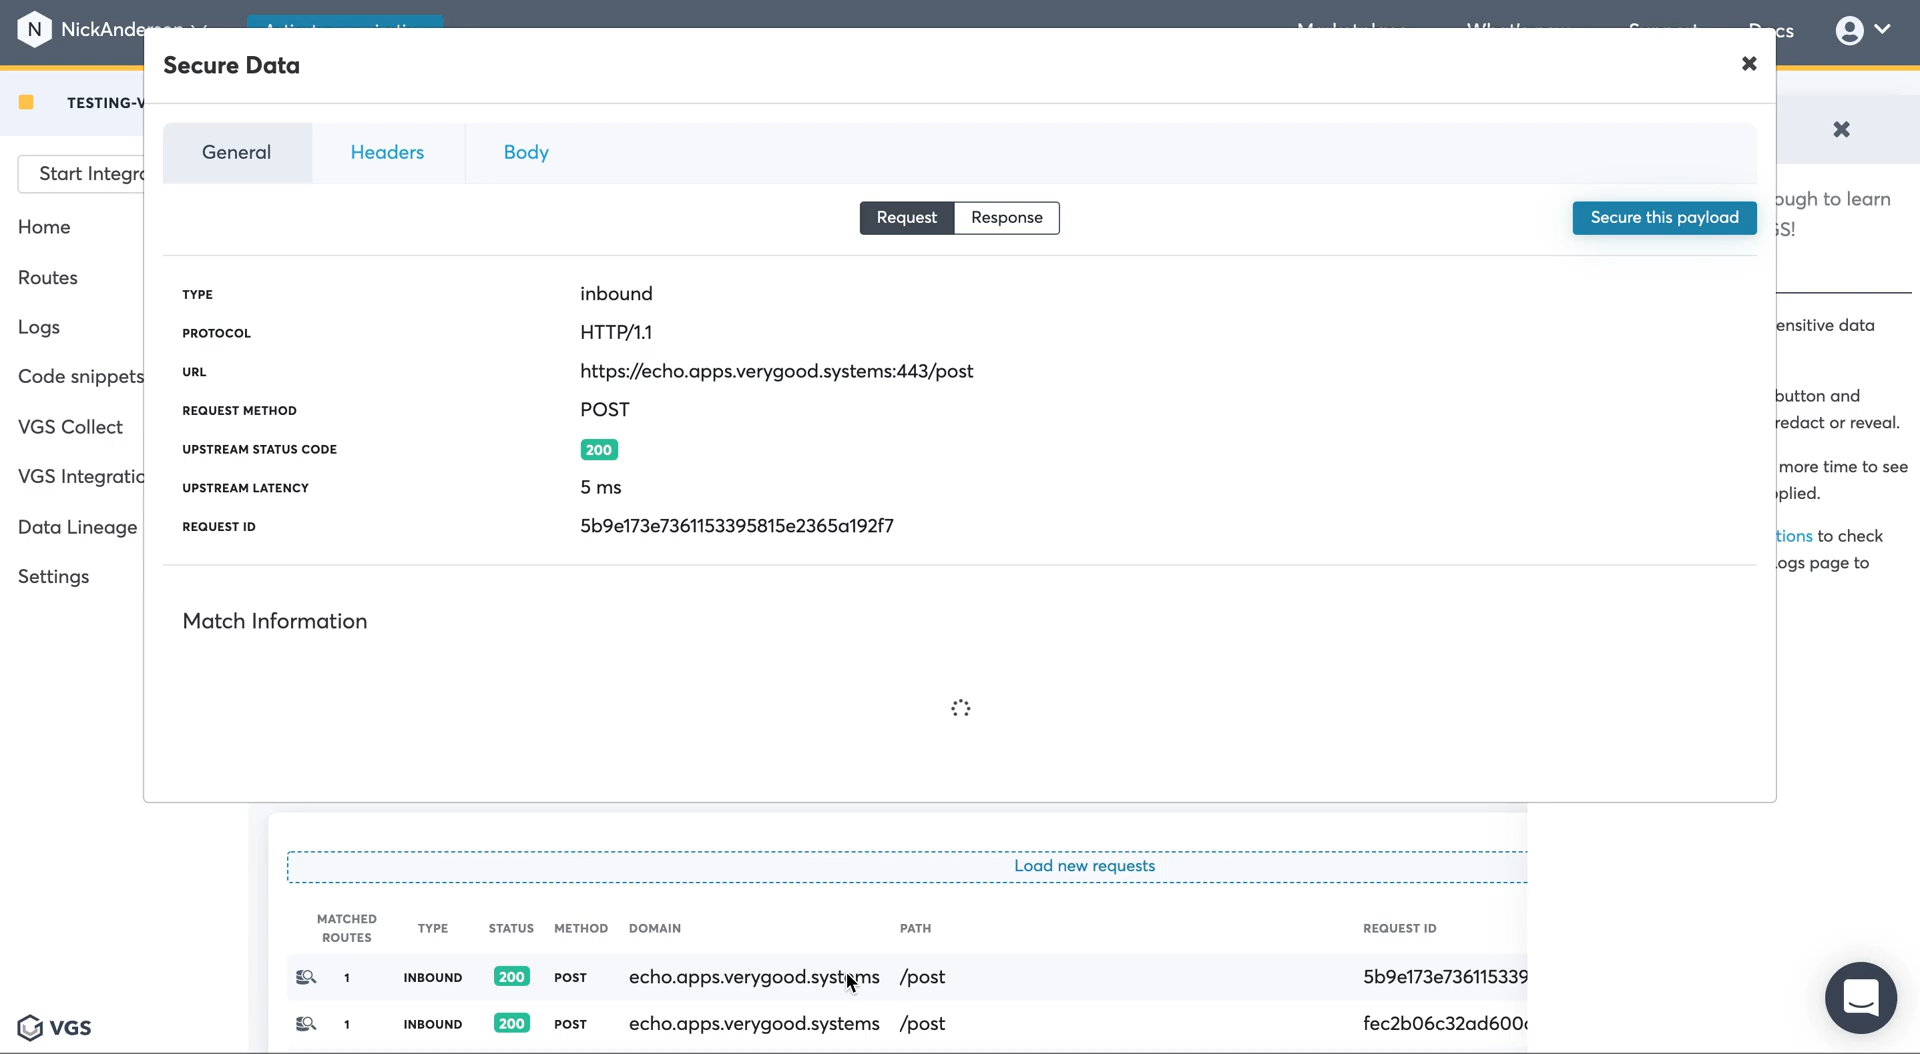 N NickAnderson
Secure Data
TESTING-V
General
Headers
Body
Request
Response
Secure this payload
Start Integra
Home
Routes
Logs
Code snippets
VGS Collect
VGS Integratio
Data Lineage
Settings
TYPE inbound
PROTOCOL HTTP/1.1
URL https://echo.apps.verygood.systems:443/post
REQUEST METHOD POST
UPSTREAM STATUS CODE 200
UPSTREAM LATENCY 5 ms
REQUEST ID 5b9e173e7361153395815e2365a192f7
Match Information
ough to learn
GS!
ensitive data
button and
redact or reveal.
more time to see
plied.
tions to check
ogs page to
Load new requests
MATCHED ROUTES TYPE STATUS METHOD DOMAIN PATH REQUEST ID
1 INBOUND 200 POST echo.apps.verygood.systems /post 5b9e173e736115339
1 INBOUND 200 POST echo.apps.verygood.systems /post fec2b06c32ad600
VGS